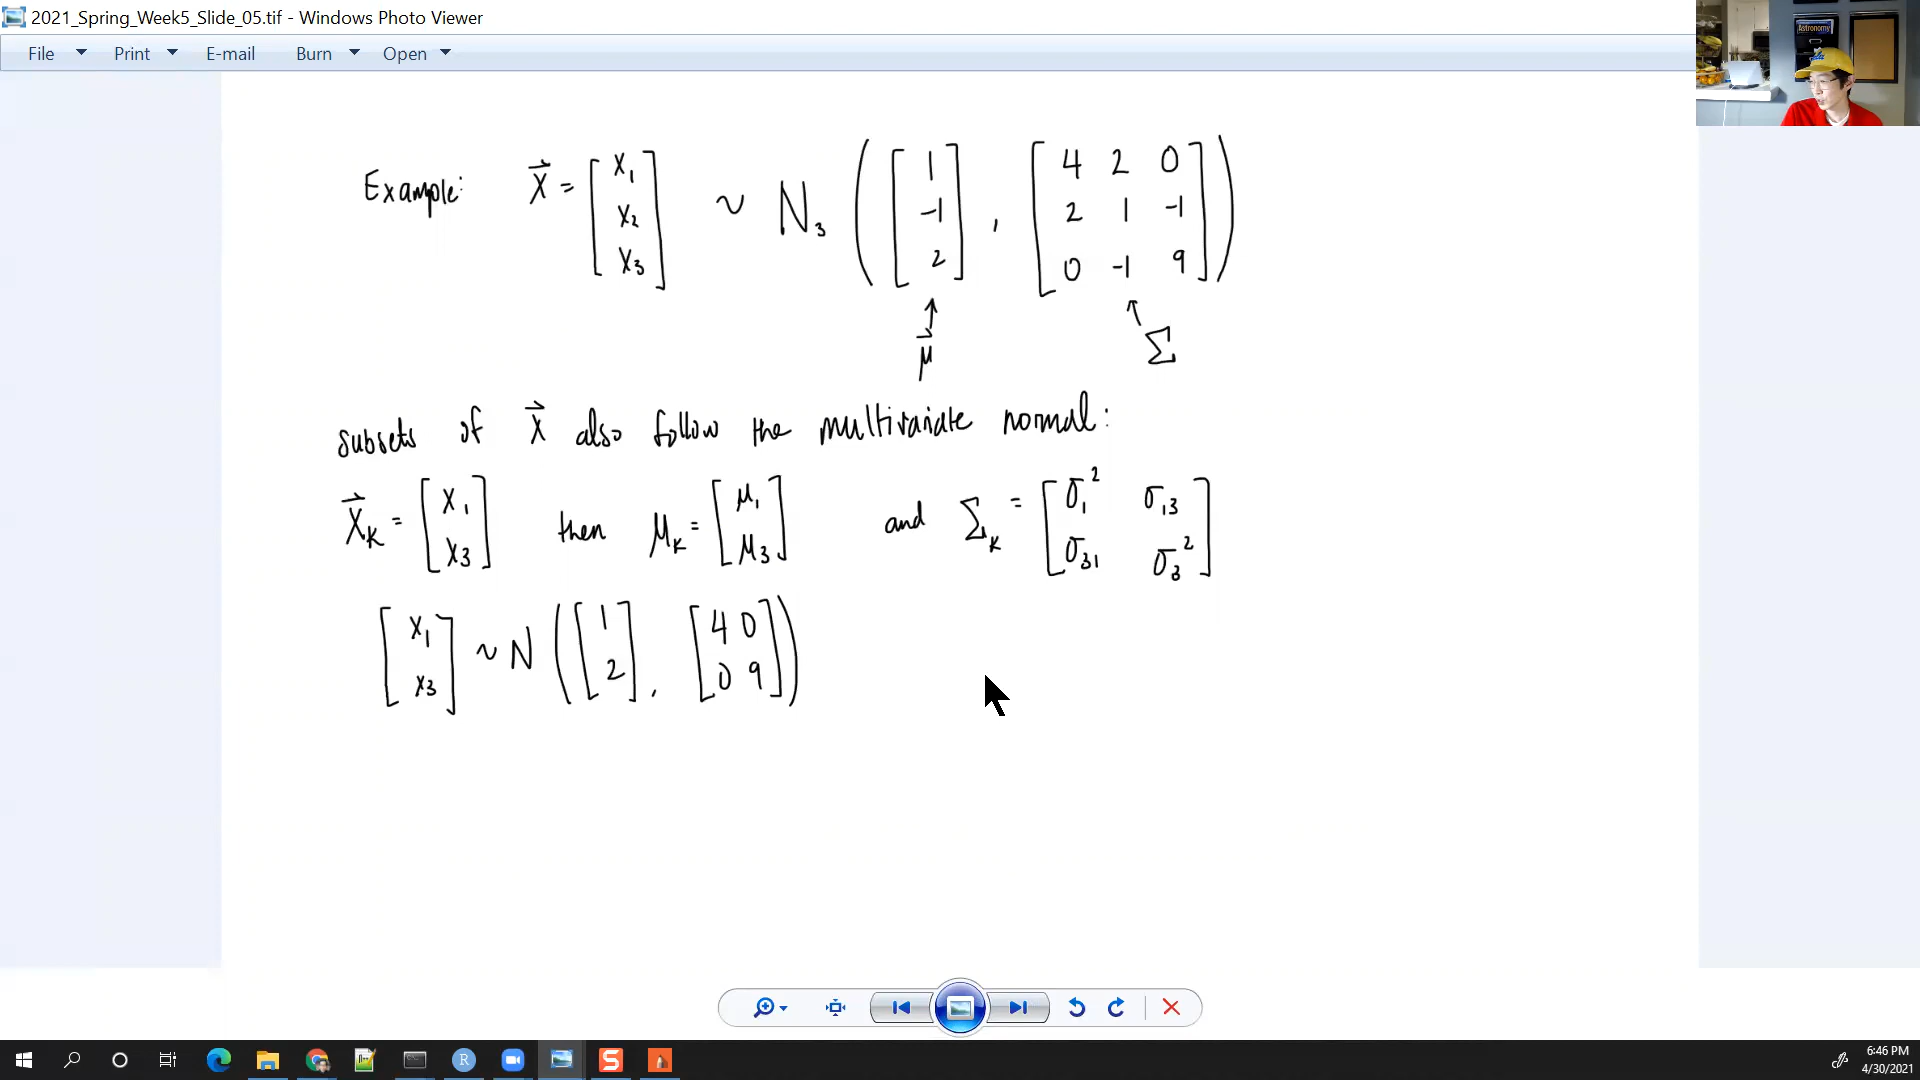 2021_Spring_Week5_Slide_05.tif - Windows Photo Viewer
File Print E-mail Burn Open
Astronomy
Example: X⃗ = [X₁ X₂ X₃] ~ N₃ ([1 -1 2], [4 2 0; 2 1 -1; 0 -1 9])
μ⃗ Σ
subsets of X⃗ also follow the multivariate normal:
X⃗ₖ = [X₁ X₃] then μₖ = [μ₁ μ₃] and Σₖ = [σ₁² σ₁₃; σ₃₁ σ₃²]
[X₁ X₃] ~ N ([1 2], [4 0; 0 9])
6:46 PM
4/30/2021